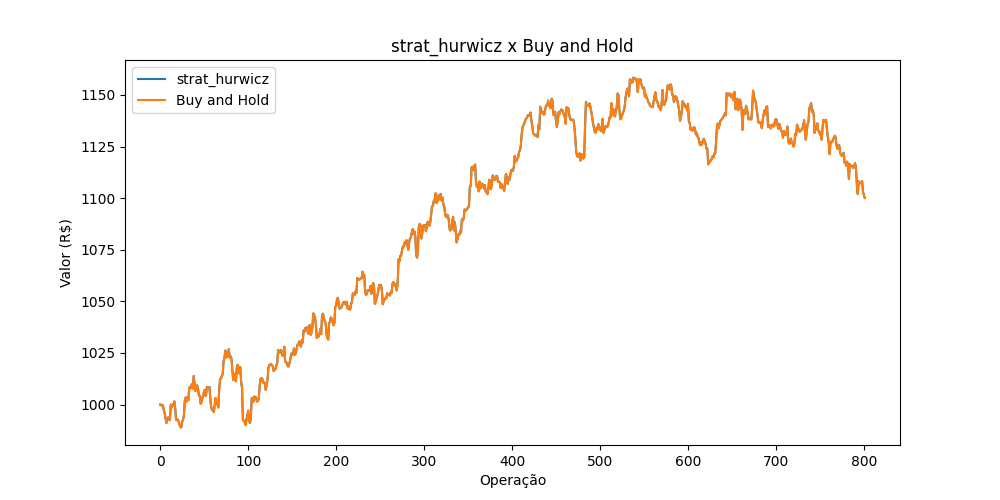 strat_hurwicz x Buy and Hold
strat_hurwicz
Buy and Hold
1150
1125
1100
1075
1050
1025
1000
Valor (R$)
0 100 200 300 400 500 600 700 800
Operação